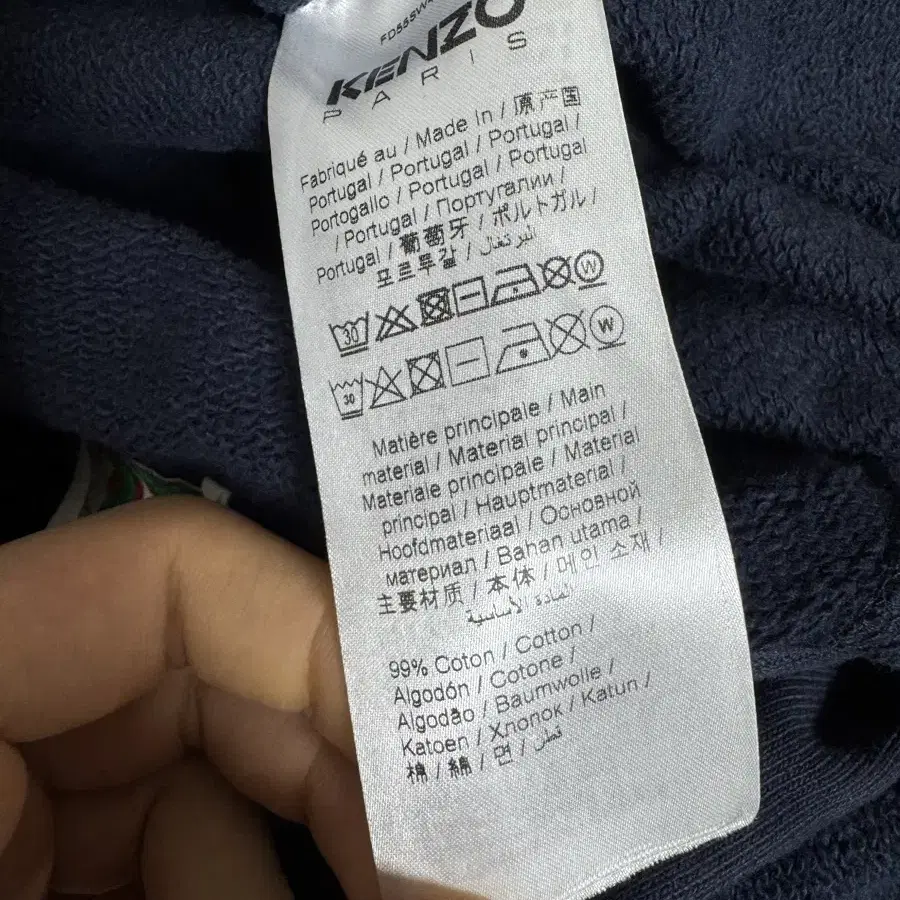 FD55SW4
KENZO
PARIS
Fabriqué au / Made In / 原产国
Portugal / Portugal / Portugal /
Portogallo / Portugal / Portugal
/ Portugal / Португалии /
Portugal / 葡萄牙 / ポルトガル /
포르투갈 / البرتغال
30 W
30 W
Matière principale / Main
material / Material principal /
Materiale principale / Material
principal / Hauptmaterial /
Hoofdmateriaal / Основной
материал / Bahan utama /
主要材质 / 本体 / 메인 소재 /
المادة الأساسية
99% Coton / Cotton /
Algodón / Cotone /
Algodão / Baumwolle /
Katoen / Хлопок / Katun /
棉 / 綿 / 면 / قطن